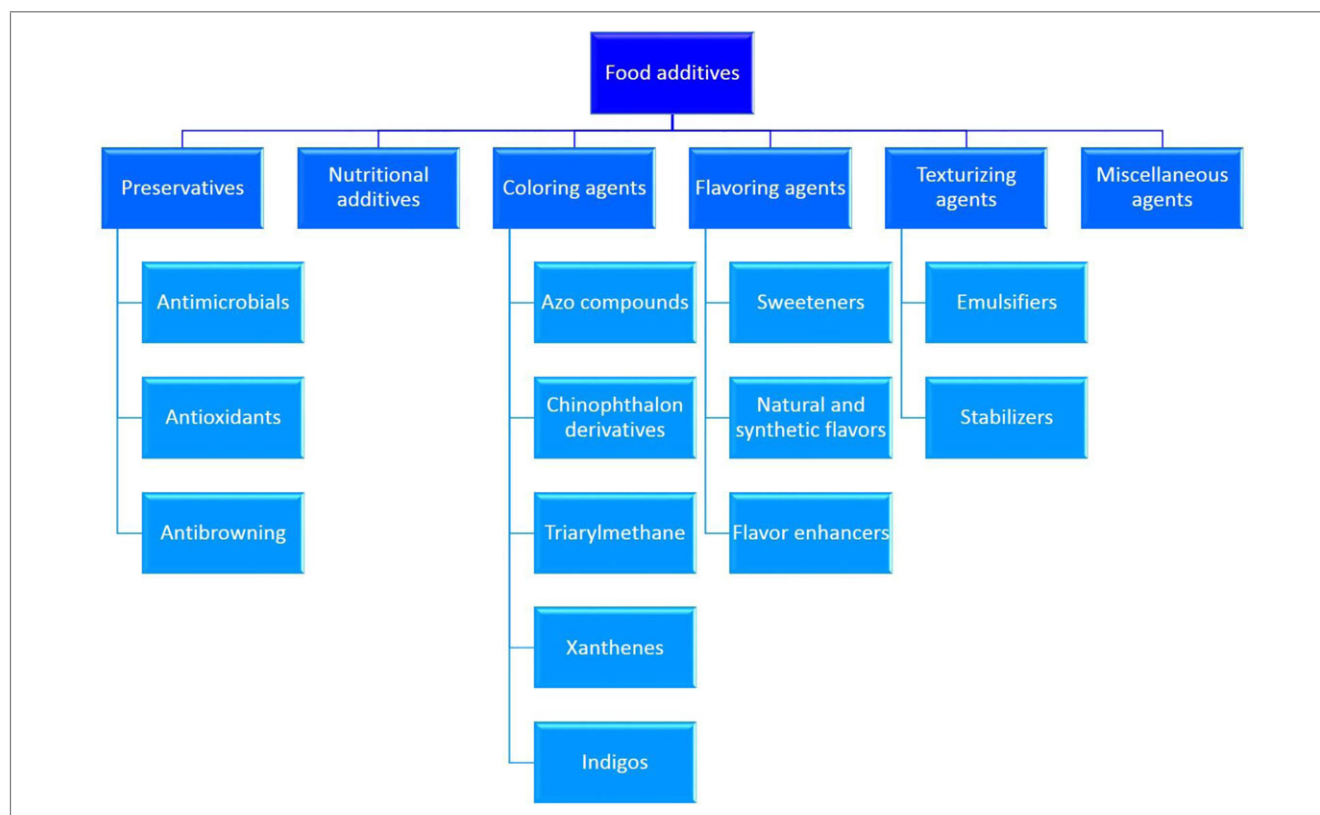 Food additives
Preservatives
Nutritional
additives
Coloring agents
Flavoring agents
Texturizing
agents
Miscellaneous
agents
Antimicrobials
Antioxidants
Antibrowning
Azo compounds
Chinophthalon
derivatives
Triarylmethane
Xanthenes
Indigos
Sweeteners
Natural and
synthetic flavors
Flavor enhancers
Emulsifiers
Stabilizers